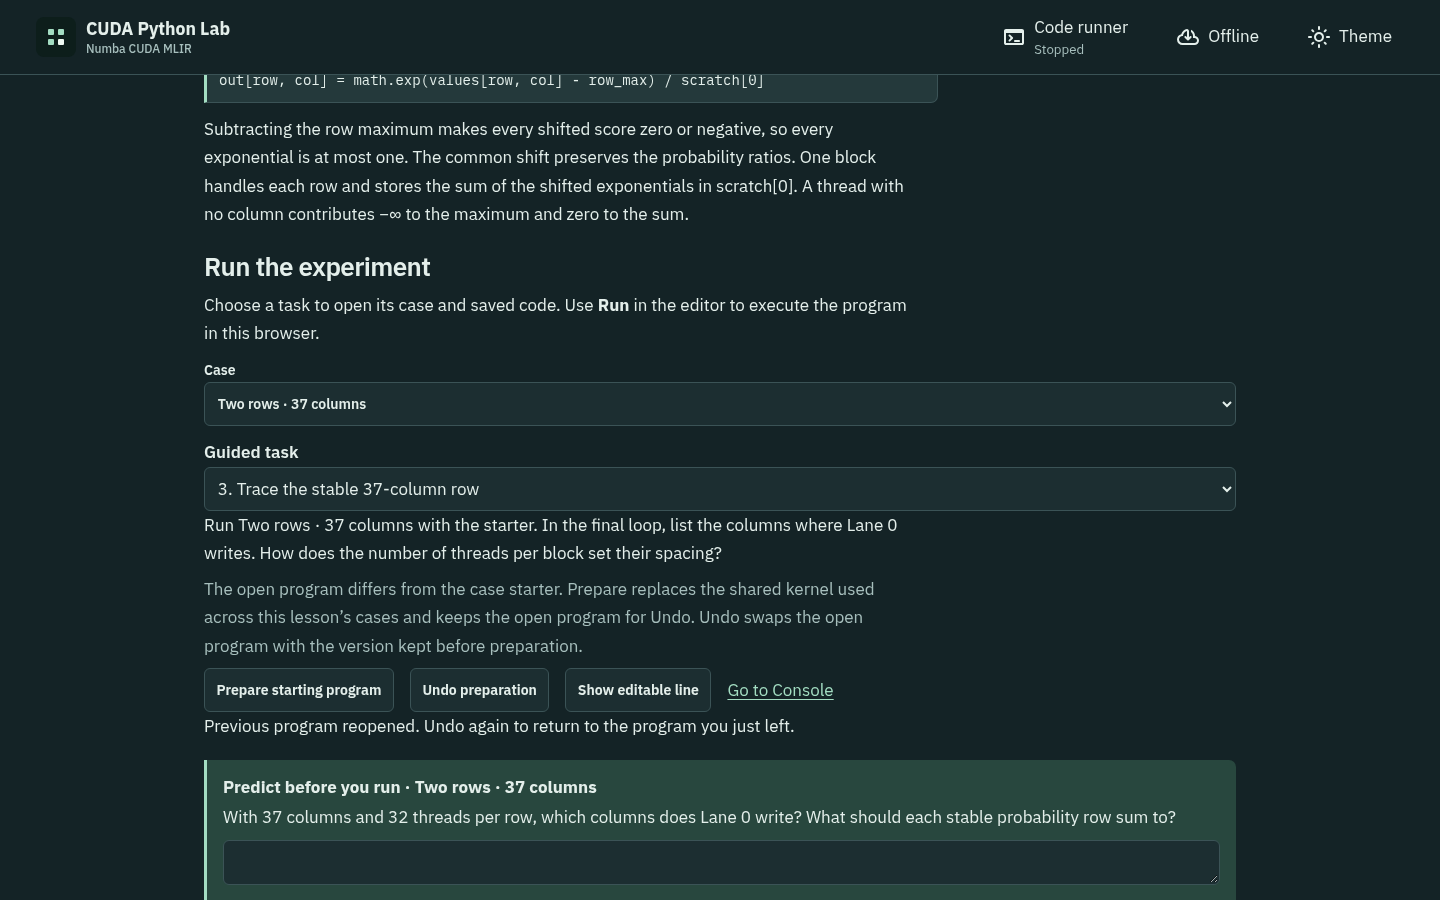 CUDA Python Lab
Numba CUDA MLIR
Code runner
Stopped
Offline
Theme
out[row, col] = math.exp(values[row, col] - row_max) / scratch[0]
Subtracting the row maximum makes every shifted score zero or negative, so every
exponential is at most one. The common shift preserves the probability ratios. One block
handles each row and stores the sum of the shifted exponentials in scratch[0]. A thread with
no column contributes −∞ to the maximum and zero to the sum.
Run the experiment
Choose a task to open its case and saved code. Use Run in the editor to execute the program
in this browser.
Case
Two rows · 37 columns
Guided task
3. Trace the stable 37-column row
Run Two rows · 37 columns with the starter. In the final loop, list the columns where Lane 0
writes. How does the number of threads per block set their spacing?
The open program differs from the case starter. Prepare replaces the shared kernel used
across this lesson’s cases and keeps the open program for Undo. Undo swaps the open
program with the version kept before preparation.
Prepare starting program
Undo preparation
Show editable line
Go to Console
Previous program reopened. Undo again to return to the program you just left.
Predict before you run · Two rows · 37 columns
With 37 columns and 32 threads per row, which columns does Lane 0 write? What should each stable probability row sum to?